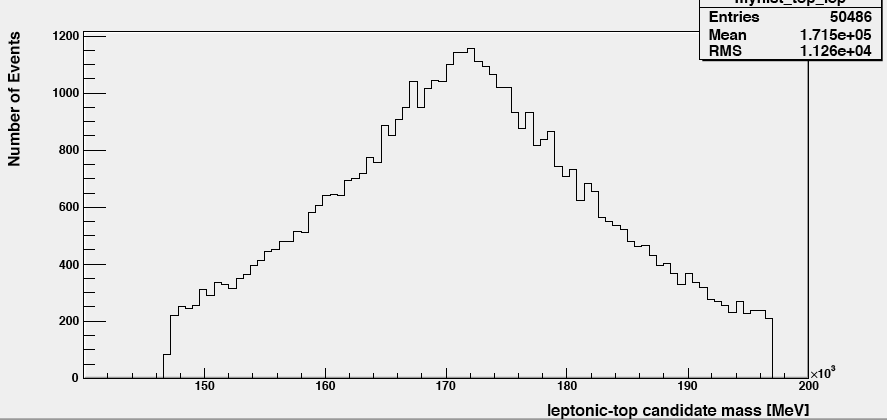 Entries 50486
Mean 1.715e+05
RMS 1.126e+04
Number of Events
1200
1000
800
600
400
200
0
150 160 170 180 190 200
×10³
leptonic-top candidate mass [MeV]